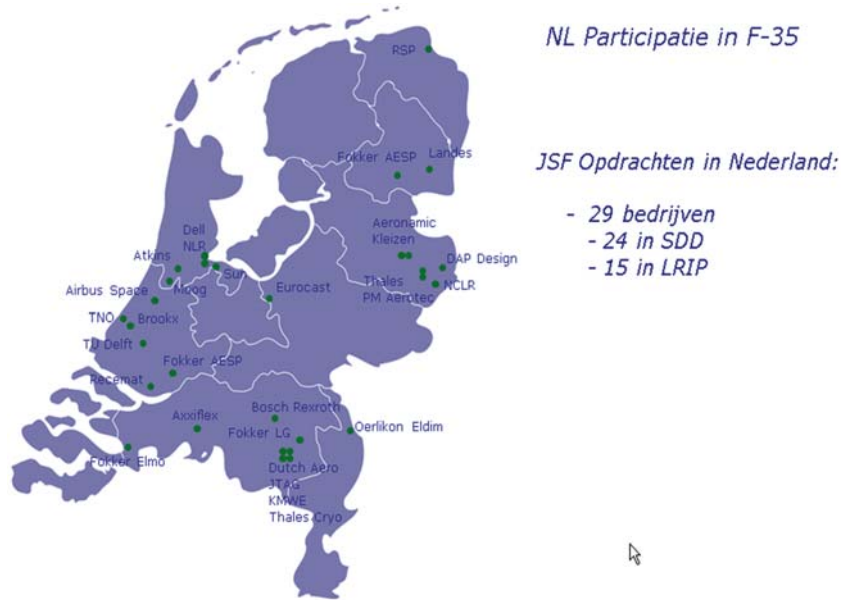 NL Participatie in F-35
RSP
JSF Opdrachten in Nederland:
Fokker AESP
Landes
- 29 bedrijven
- 24 in SDD
- 15 in LRIP
Dell
NLR
Aeronamic
Kleizen
Atkins
Sun
DAP Design
Moog
Thales
NCLR
Airbus Space
Eurocast
PM Aerotec
TNO
Brookx
TU Delft
Fokker AESP
Recemat
Axxiflex
Bosch Rexroth
Fokker LG
Oerlikon Eldim
Fokker Elmo
Dutch Aero
JTAG
KMWE
Thales Cryo